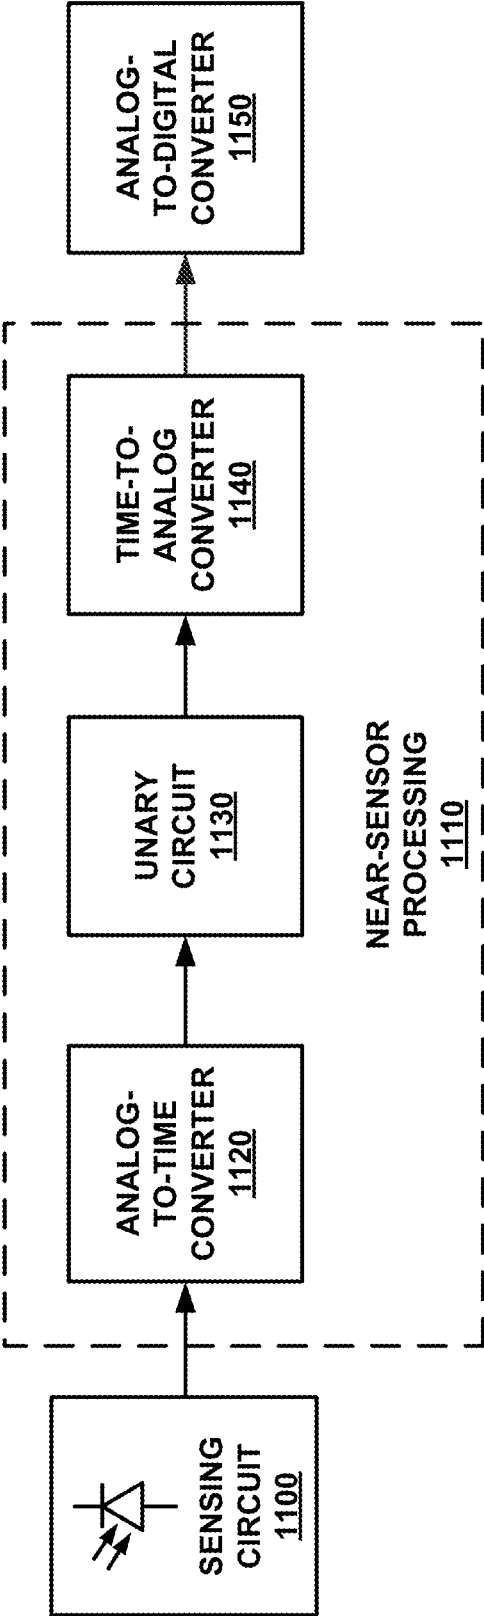 SENSING
CIRCUIT
1100
ANALOG-
TO-TIME
CONVERTER
1120
UNARY
CIRCUIT
1130
TIME-TO-
ANALOG
CONVERTER
1140
ANALOG-
TO-DIGITAL
CONVERTER
1150
NEAR-SENSOR
PROCESSING
1110